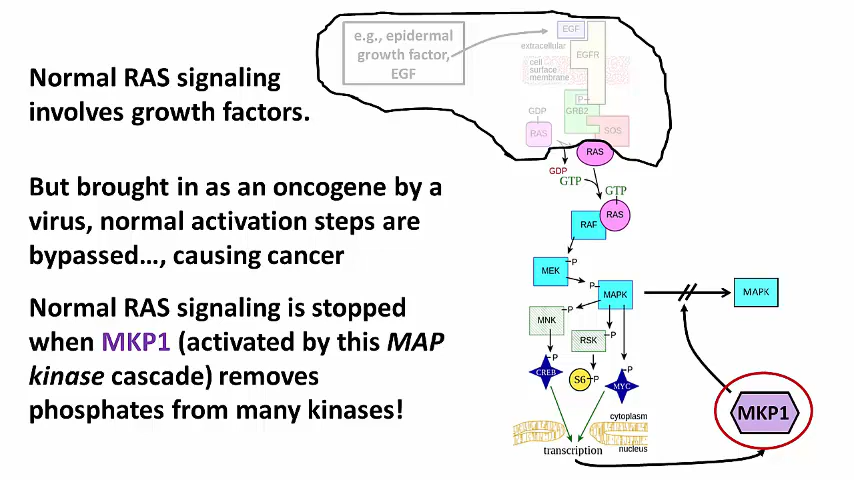 e.g., epidermal
growth factor,
EGF
Normal RAS signaling
involves growth factors.
But brought in as an oncogene by a
virus, normal activation steps are
bypassed…, causing cancer
Normal RAS signaling is stopped
when MKP1 (activated by this MAP
kinase cascade) removes
phosphates from many kinases!
EGF
extracellular
EGFR
cell
surface
membrane
P
GDP
GRB2
RAS
SOS
RAS
GDP
GTP
GTP
RAS
RAF
P
MEK
P
MAPK
MAPK
P
MNK
P
RSK
P
CREB
S6
P
P
MYC
MKP1
cytoplasm
nucleus
transcription